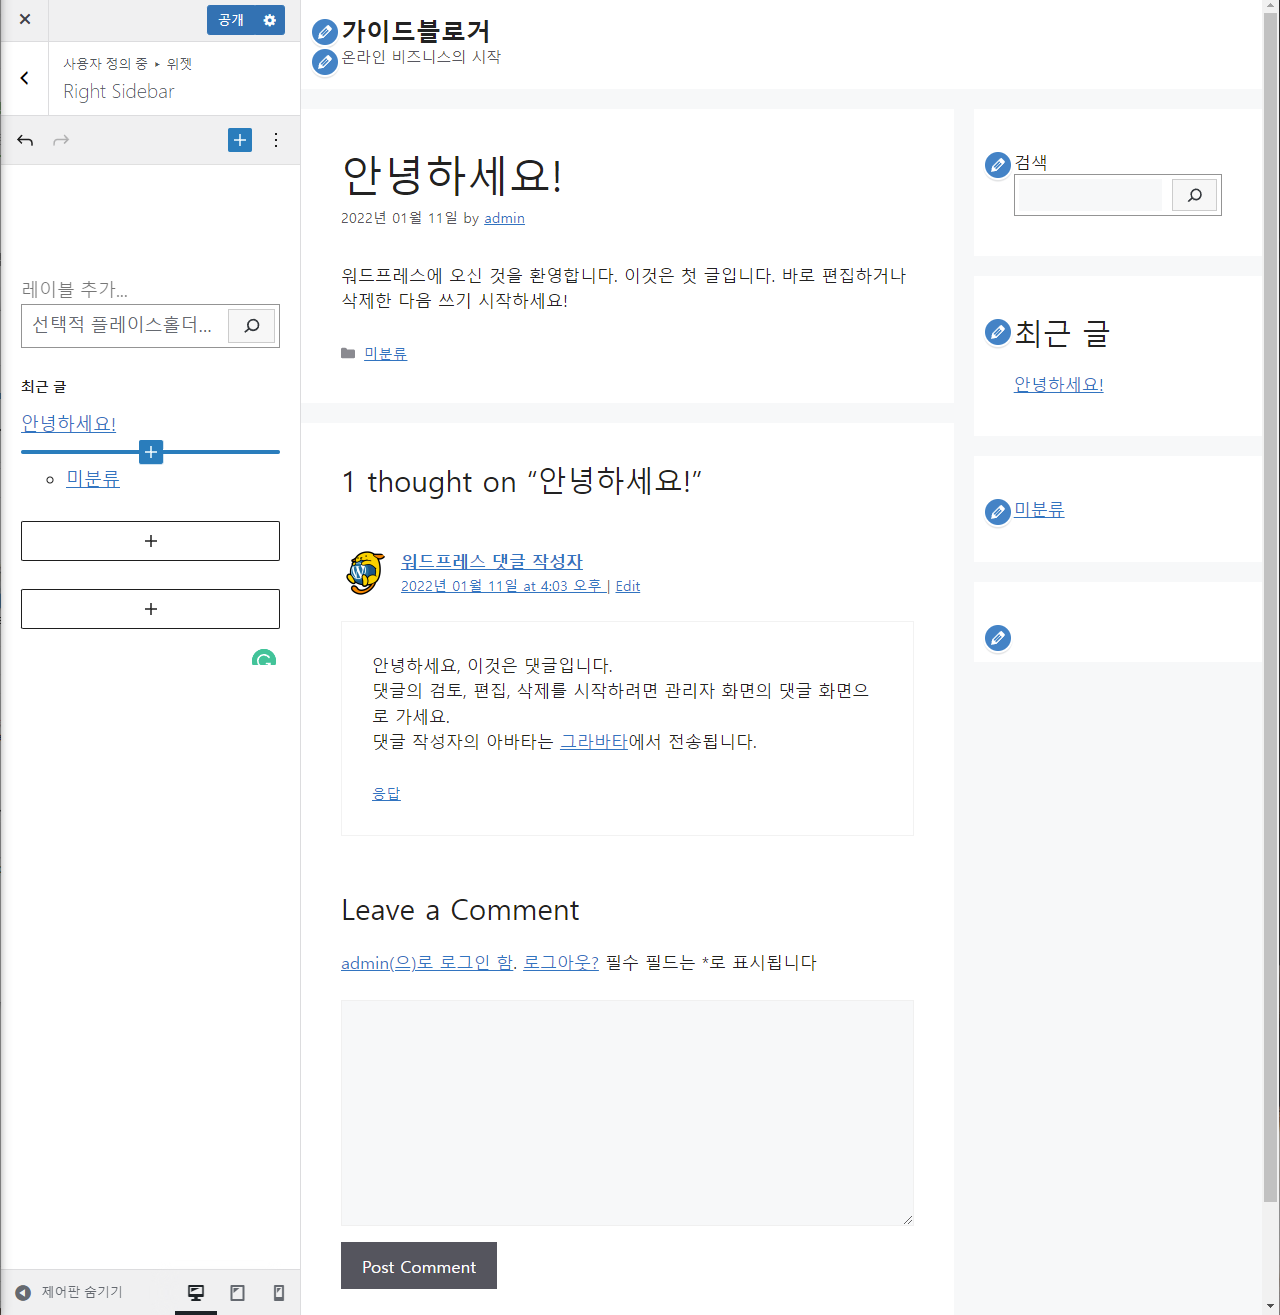 공개
사용자 정의 중 ▸ 위젯
Right Sidebar
레이블 추가...
선택적 플레이스홀더...
최근 글
안녕하세요!
미분류
제어판 숨기기
가이드블로거
온라인 비즈니스의 시작
안녕하세요!
2022년 01월 11일 by admin
워드프레스에 오신 것을 환영합니다. 이것은 첫 글입니다. 바로 편집하거나
삭제한 다음 쓰기 시작하세요!
미분류
1 thought on “안녕하세요!”
워드프레스 댓글 작성자
2022년 01월 11일 at 4:03 오후 | Edit
안녕하세요, 이것은 댓글입니다.
댓글의 검토, 편집, 삭제를 시작하려면 관리자 화면의 댓글 화면으
로 가세요.
댓글 작성자의 아바타는 그라바타에서 전송됩니다.
응답
Leave a Comment
admin(으)로 로그인 함. 로그아웃? 필수 필드는 *로 표시됩니다
Post Comment
검색
최근 글
안녕하세요!
미분류